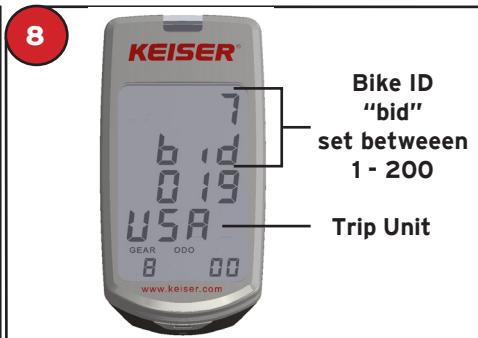 8
KEISER®
7
bid
019
USA
GEAR ODO
8 00
www.keiser.com
Bike ID
“bid”
set betweeen
1 - 200
Trip Unit